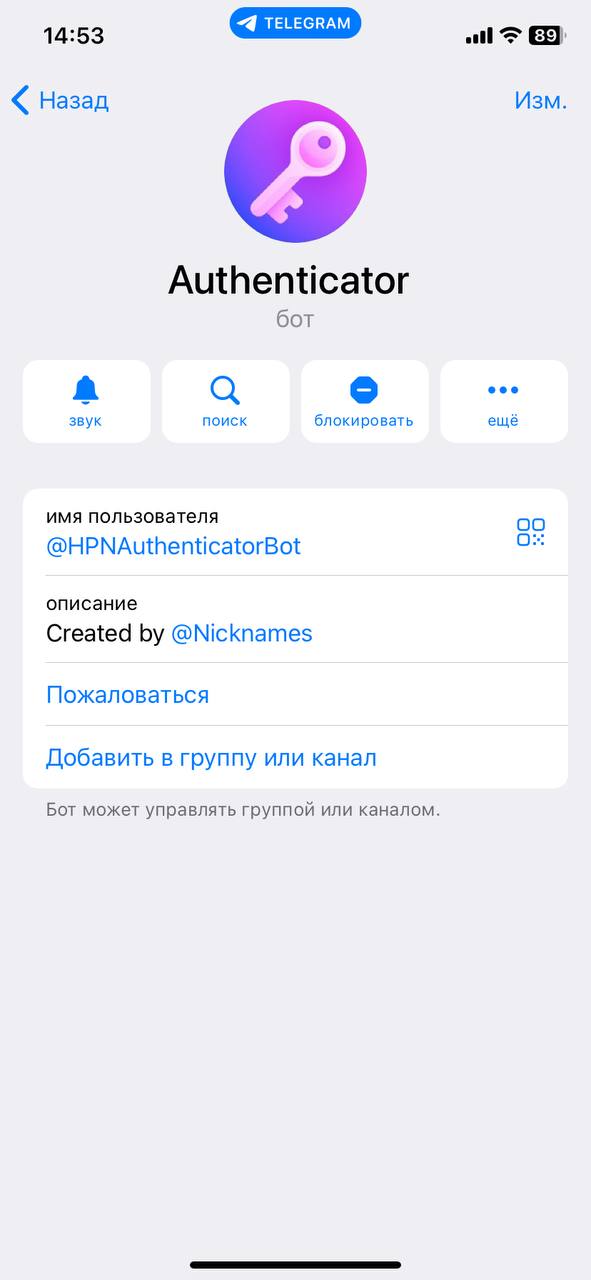 14:53
TELEGRAM
89
Назад
Изм.
Authenticator
бот
звук
поиск
блокировать
ещё
имя пользователя
@HPNAuthenticatorBot
описание
Created by @Nicknames
Пожаловаться
Добавить в группу или канал
Бот может управлять группой или каналом.